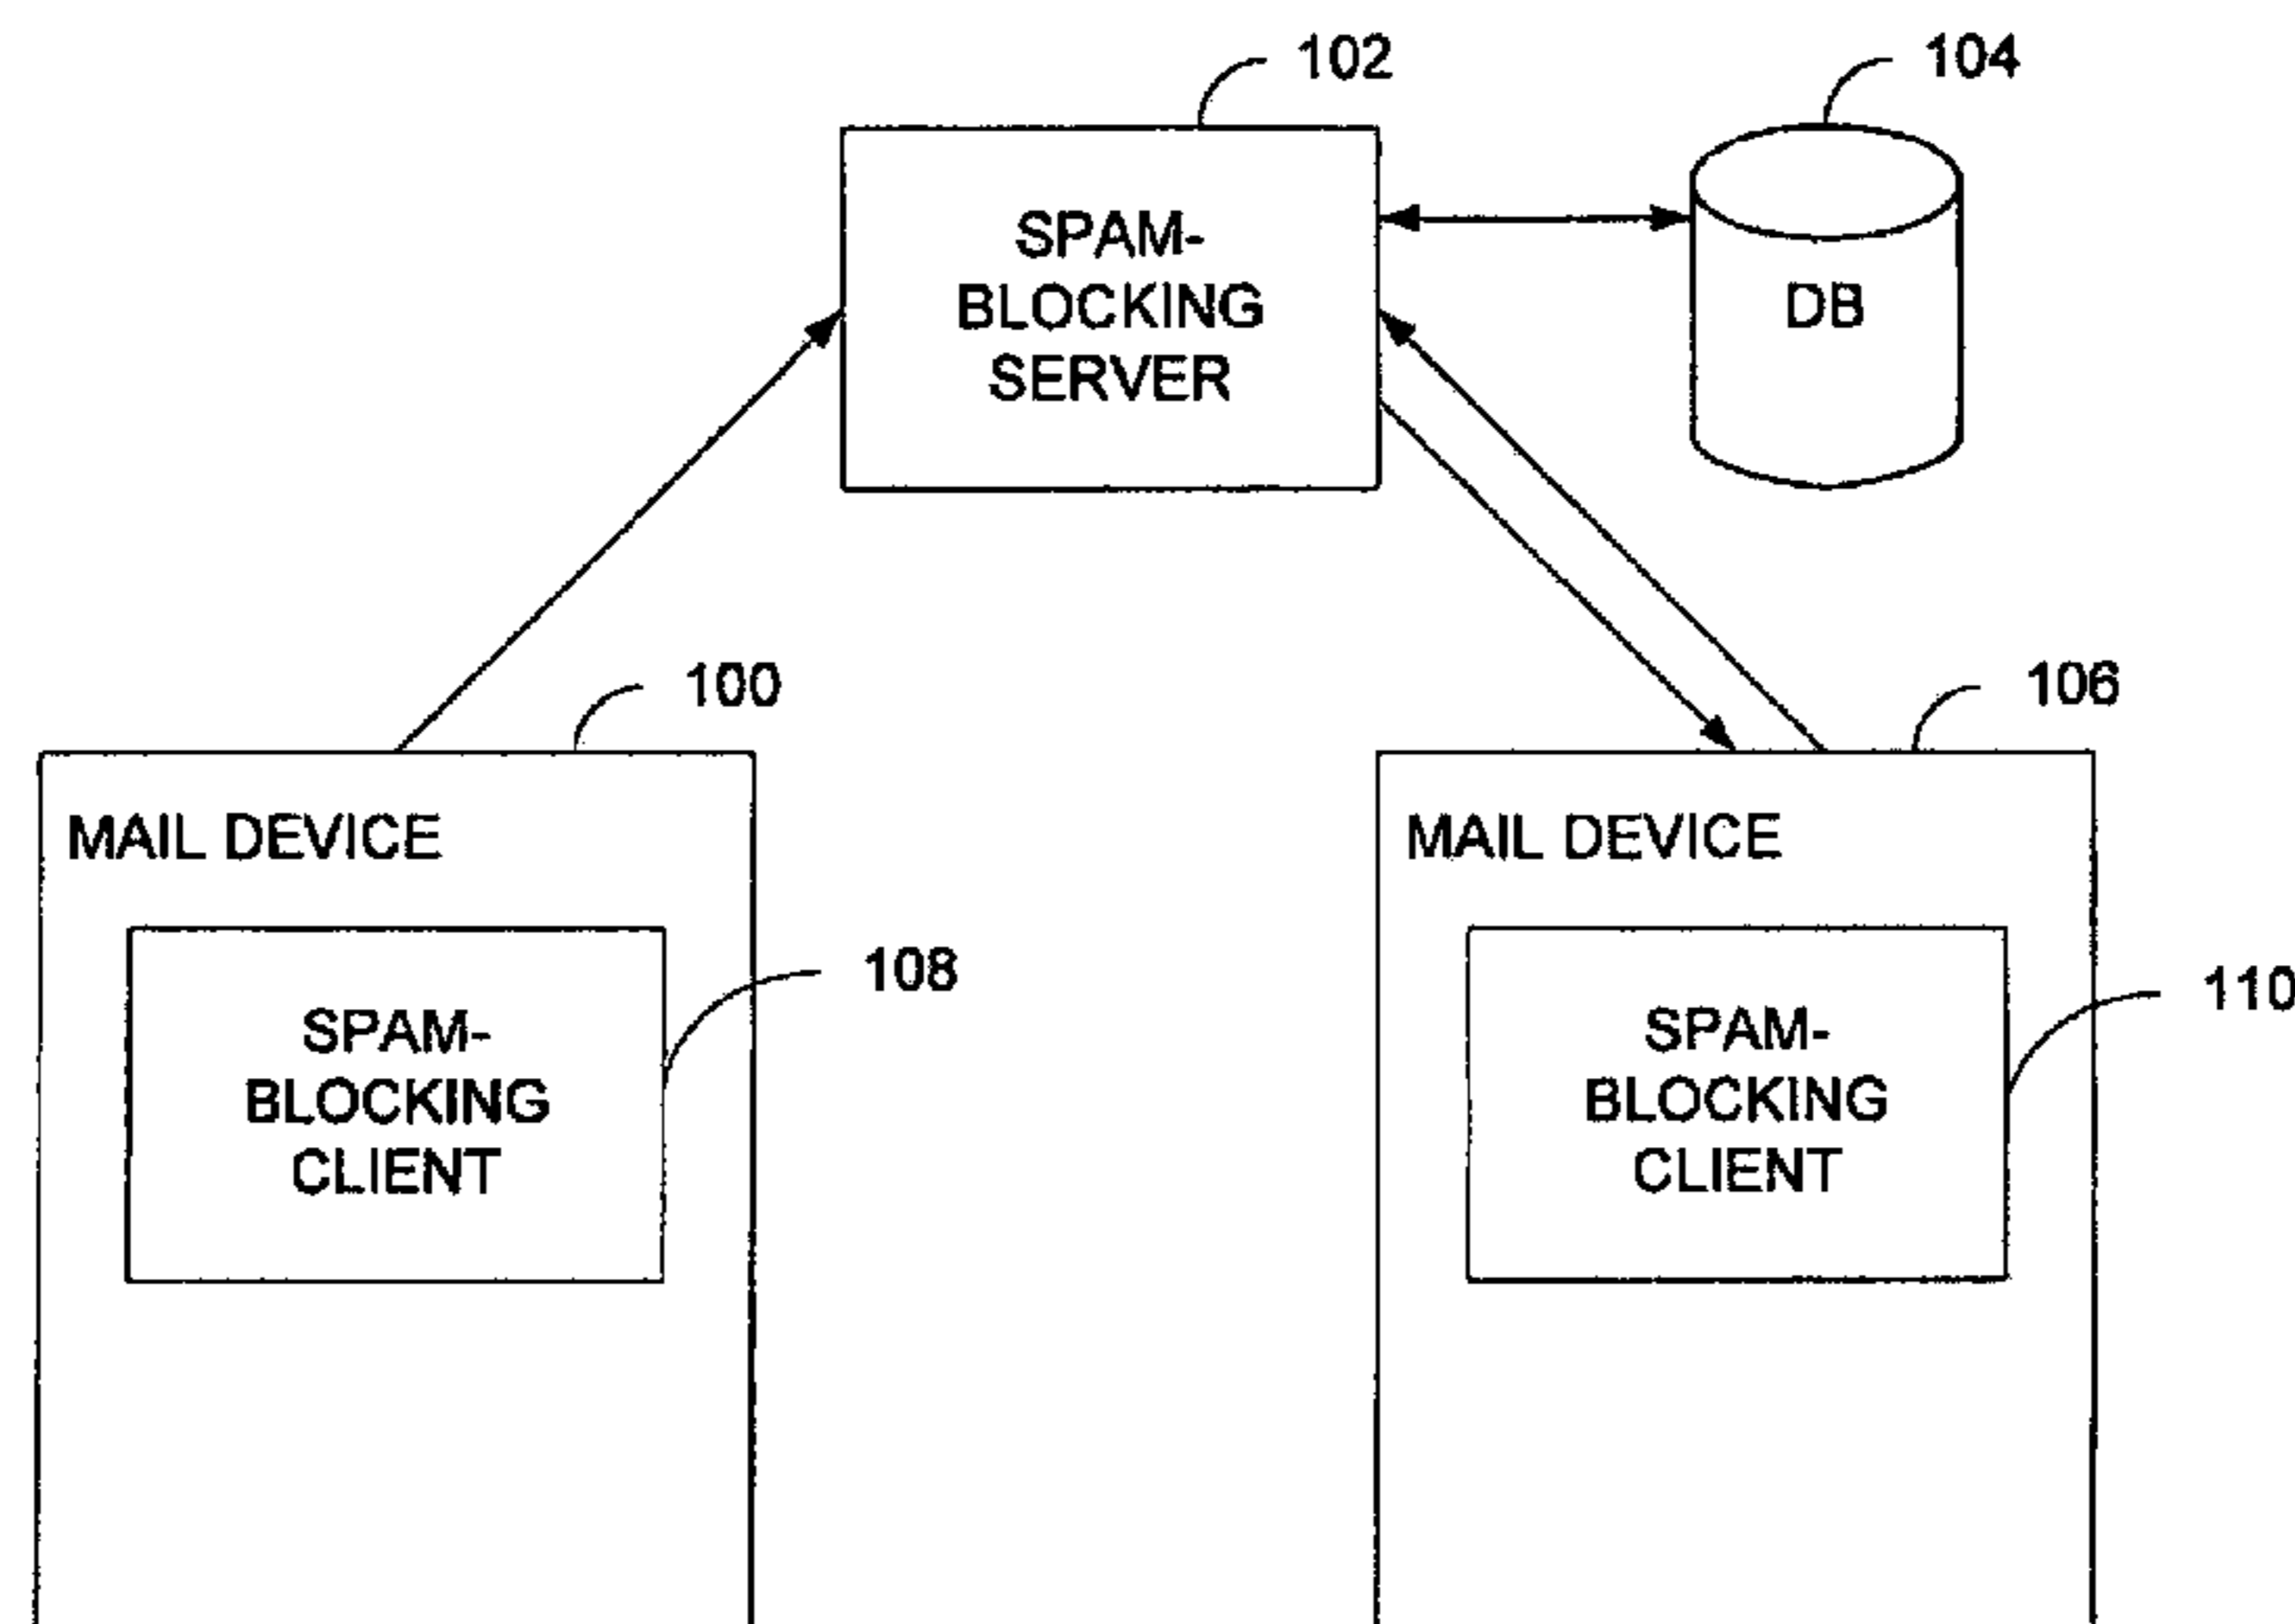 102
104
SPAM-
BLOCKING
SERVER
DB
100
106
MAIL DEVICE
MAIL DEVICE
108
110
SPAM-
BLOCKING
CLIENT
SPAM-
BLOCKING
CLIENT